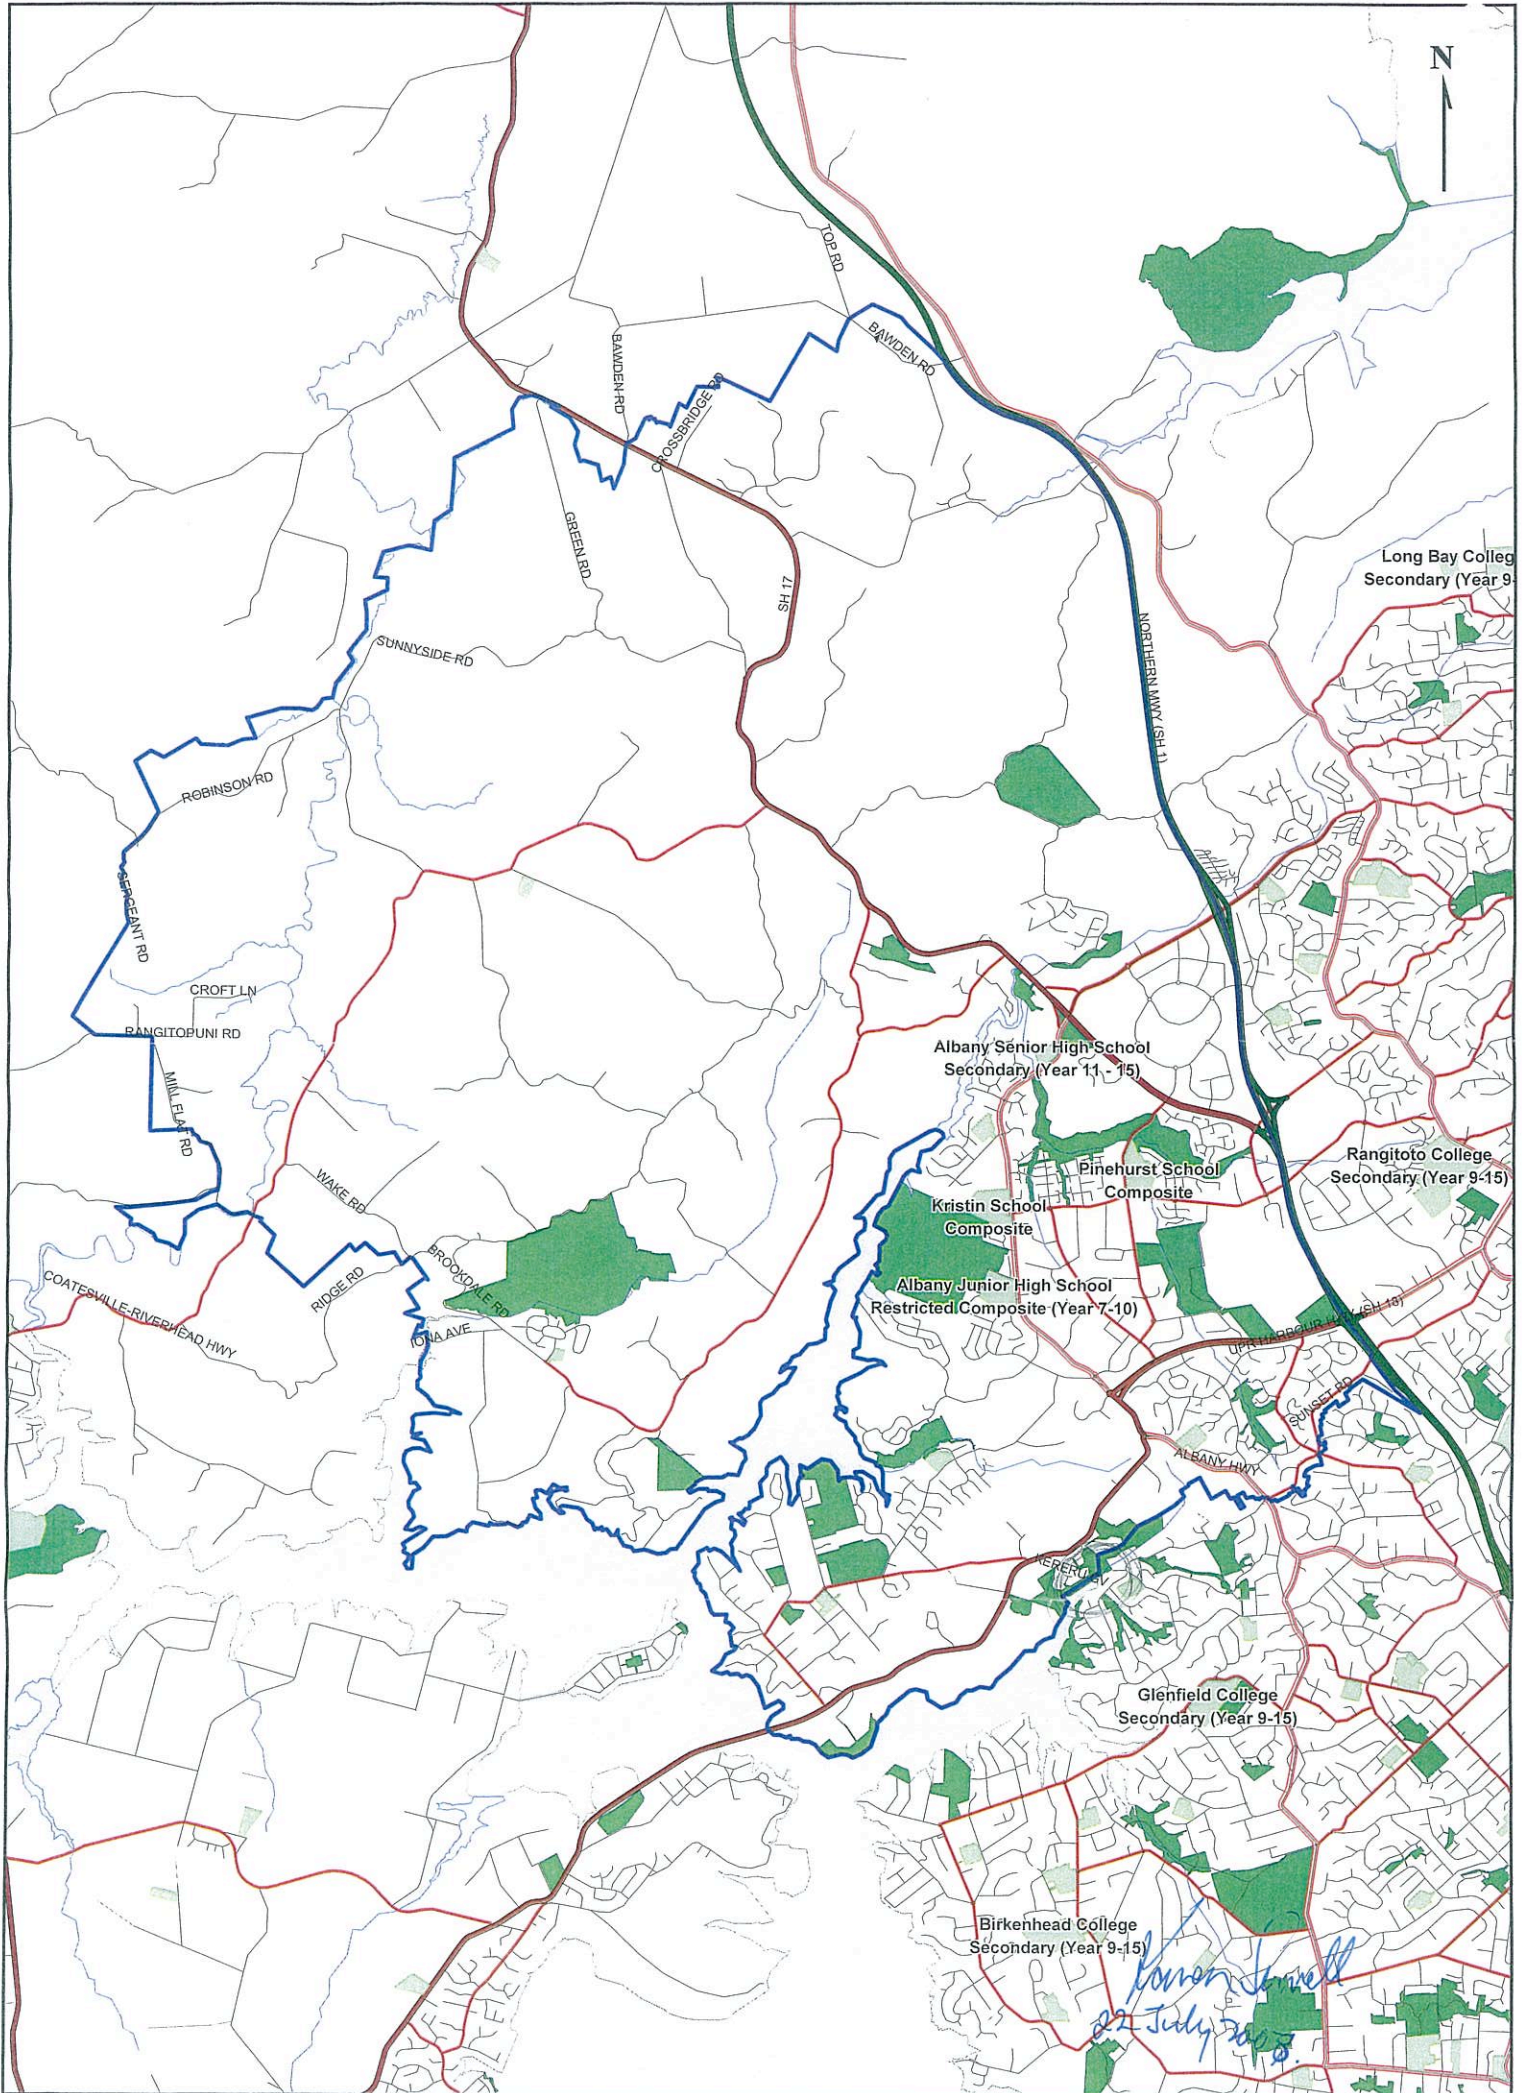 N
TOP RD
BAWDEN RD
BAWDEN RD
CROSSBRIDGE RD
GREEN RD
SH 17
Long Bay Colleg
Secondary (Year 9-
SUNNYSIDE RD
NORTHERN MWY (SH 1)
ROBINSON RD
SERGEANT RD
CROFT LN
RANGITOPUNI RD
MILL FLAT RD
Albany Senior High School
Secondary (Year 11 - 15)
Rangitoto College
Secondary (Year 9-15)
Pinehurst School
Composite
WAKE RD
Kristin School
Composite
BROOKDALE RD
COATESVILLE-RIVERHEAD HWY
RIDGE RD
Albany Junior High School
Restricted Composite (Year 7-10)
IONA AVE
UPR HARBOUR HWY (SH 18)
SUNSET RD
ALBANY HWY
KERERU GV
Glenfield College
Secondary (Year 9-15)
Birkenhead College
Secondary (Year 9-15)
Karen
22 July 2008.